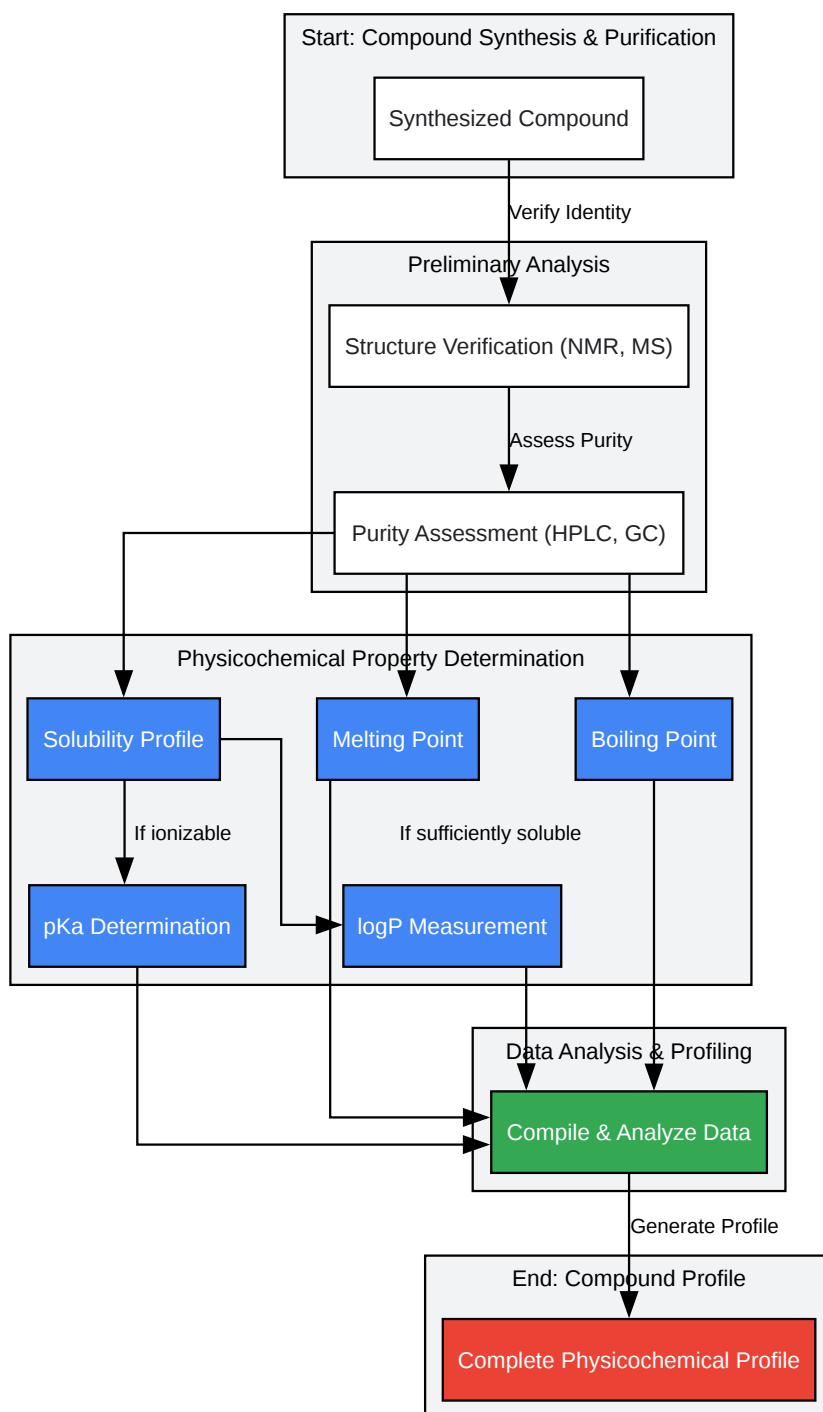 Start: Compound Synthesis & Purification
Synthesized Compound
Verify Identity
Preliminary Analysis
Structure Verification (NMR, MS)
Assess Purity
Purity Assessment (HPLC, GC)
Physicochemical Property Determination
Solubility Profile
Melting Point
Boiling Point
If ionizable
If sufficiently soluble
pKa Determination
logP Measurement
Data Analysis & Profiling
Compile & Analyze Data
Generate Profile
End: Compound Profile
Complete Physicochemical Profile